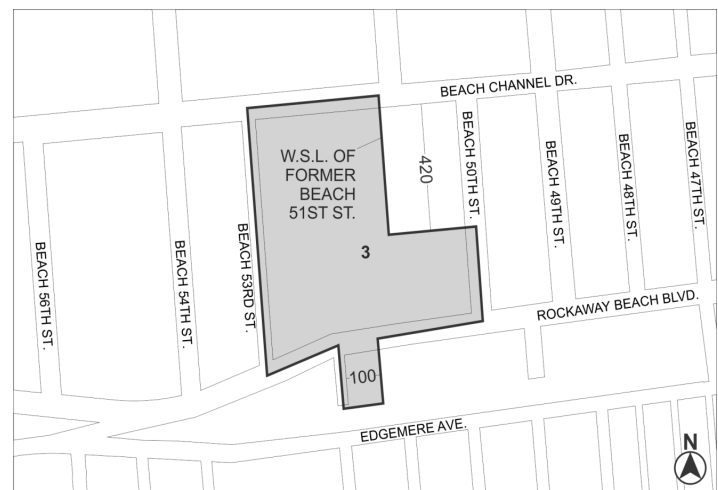 BEACH CHANNEL DR.
W.S.L. OF
FORMER
BEACH
51ST ST.
420
BEACH 50TH ST.
BEACH 49TH ST.
BEACH 48TH ST.
BEACH 47TH ST.
BEACH 56TH ST.
BEACH 54TH ST.
BEACH 53RD ST.
3
ROCKAWAY BEACH BLVD.
100
EDGEMERE AVE.
N